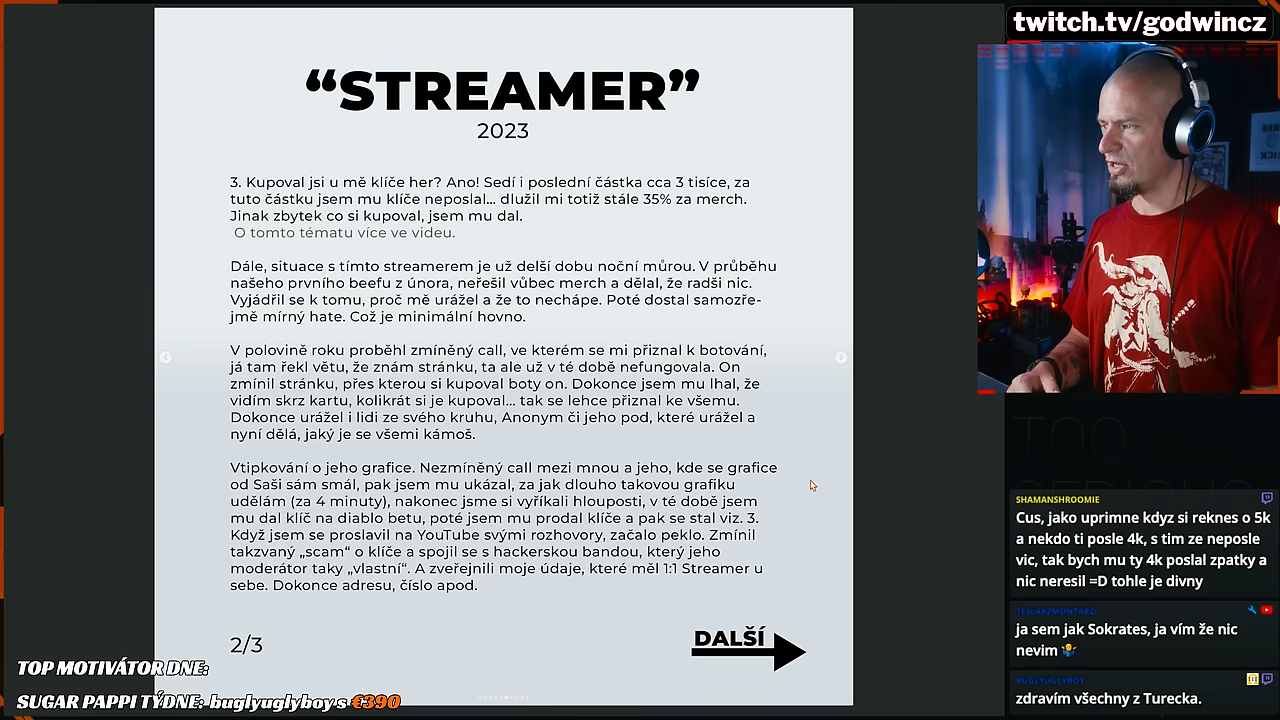 twitch.tv/godwincz
“STREAMER”
2023
3. Kupoval jsi u mě klíče her? Ano! Sedí i poslední částka cca 3 tisíce, za
tuto částku jsem mu klíče neposlal... dlužil mi totiž stále 35% za merch.
Jinak zbytek co si kupoval, jsem mu dal.
O tomto tématu více ve videu.
Dále, situace s tímto streamerem je už delší dobu noční můrou. V průběhu
našeho prvního beefu z února, neřešil vůbec merch a dělal, že radši nic.
Vyjádřil se k tomu, proč mě urážel a že to nechápe. Poté dostal samozře-
jmě mírný hate. Což je minimální hovno.
V polovině roku proběhl zmíněný call, ve kterém se mi přiznal k botování,
já tam řekl větu, že znám stránku, ta ale už v té době nefungovala. On
zmínil stránku, přes kterou si kupoval boty on. Dokonce jsem mu lhal, že
vidím skrz kartu, kolikrát si je kupoval... tak se lehce přiznal ke všemu.
Dokonce urážel i lidi ze svého kruhu, Anonym či jeho pod, které urážel a
nyní dělá, jaký je se všemi kámoš.
Vtipkování o jeho grafice. Nezmíněný call mezi mnou a jeho, kde se grafice
od Saši sám smál, pak jsem mu ukázal, za jak dlouho takovou grafiku
udělám (za 4 minuty), nakonec jsme si vyříkali hlouposti, v té době jsem
mu dal klíč na diablo betu, poté jsem mu prodal klíče a pak se stal viz. 3.
Když jsem se proslavil na YouTube svými rozhovory, začalo peklo. Zmínil
takzvaný „scam“ o klíče a spojil se s hackerskou bandou, který jeho
moderátor taky „vlastní“. A zveřejnili moje údaje, které měl 1:1 Streamer u
sebe. Dokonce adresu, číslo apod.
2/3
DALŠÍ
TOP MOTIVÁTOR DNE:
SUGAR PAPPI TÝDNE: buglyuglyboy s €390
TOO
SHAMANSHROOMIE
Cus, jako uprimne kdyz si reknes o 5k
a nekdo ti posle 4k, s tim ze neposle
vic, tak bych mu ty 4k poslal zpatky a
nic neresil =D tohle je divny
TESLAKZMONTARZI
ja sem jak Sokrates, ja vím že nic
nevim 🤷‍♂️
BUGLYUGLYBOY
zdravím všechny z Turecka.